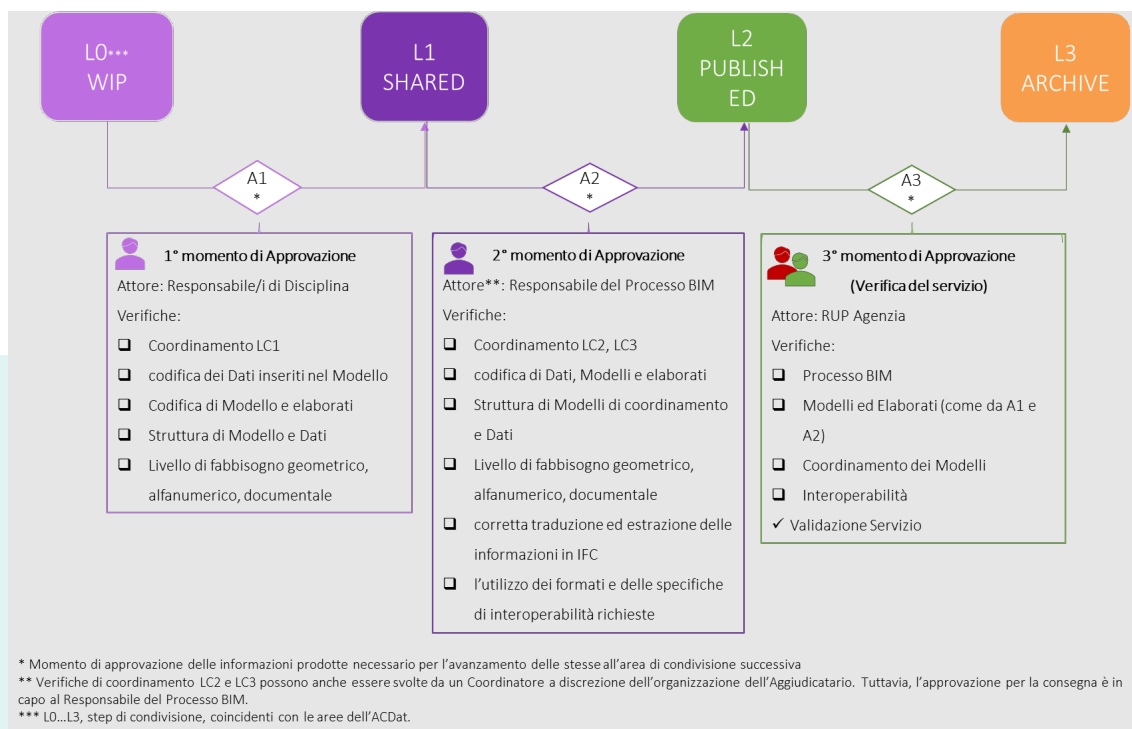 L0***
WIP
L1
SHARED
L2
PUBLISH
ED
L3
ARCHIVE
A1
*
A2
*
A3
*
1° momento di Approvazione
Attore: Responsabile/i di Disciplina
Verifiche:
Coordinamento LC1
codifica dei Dati inseriti nel Modello
Codifica di Modello e elaborati
Struttura di Modello e Dati
Livello di fabbisogno geometrico,
alfanumerico, documentale
2° momento di Approvazione
Attore**: Responsabile del Processo BIM
Verifiche:
Coordinamento LC2, LC3
codifica di Dati, Modelli e elaborati
Struttura di Modelli di coordinamento
e Dati
Livello di fabbisogno geometrico,
alfanumerico, documentale
corretta traduzione ed estrazione delle
informazioni in IFC
l’utilizzo dei formati e delle specifiche
di interoperabilità richieste
3° momento di Approvazione
(Verifica del servizio)
Attore: RUP Agenzia
Verifiche:
Processo BIM
Modelli ed Elaborati (come da A1 e
A2)
Coordinamento dei Modelli
Interoperabilità
✓ Validazione Servizio
* Momento di approvazione delle informazioni prodotte necessario per l’avanzamento delle stesse all’area di condivisione successiva
** Verifiche di coordinamento LC2 e LC3 possono anche essere svolte da un Coordinatore a discrezione dell’organizzazione dell’Aggiudicatario. Tuttavia, l’approvazione per la consegna è in
capo al Responsabile del Processo BIM.
*** L0…L3, step di condivisione, coincidenti con le aree dell’ACDat.